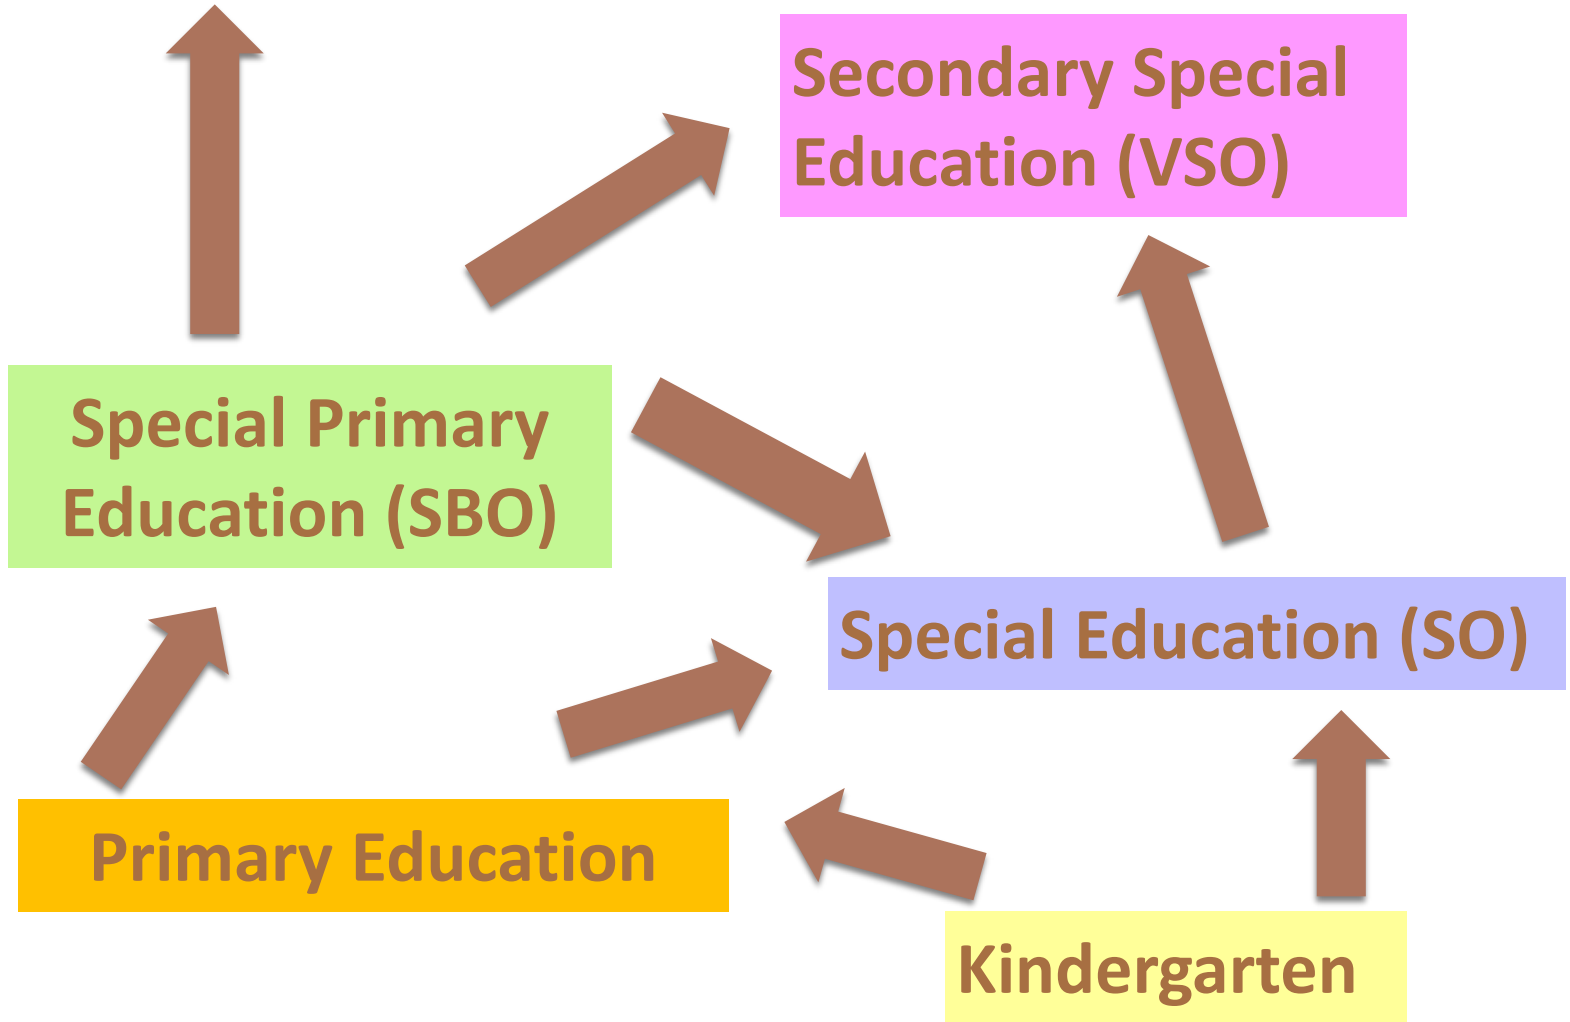 Secondary Special
Education (VSO)
Special Primary
Education (SBO)
Special Education (SO)
Primary Education
Kindergarten